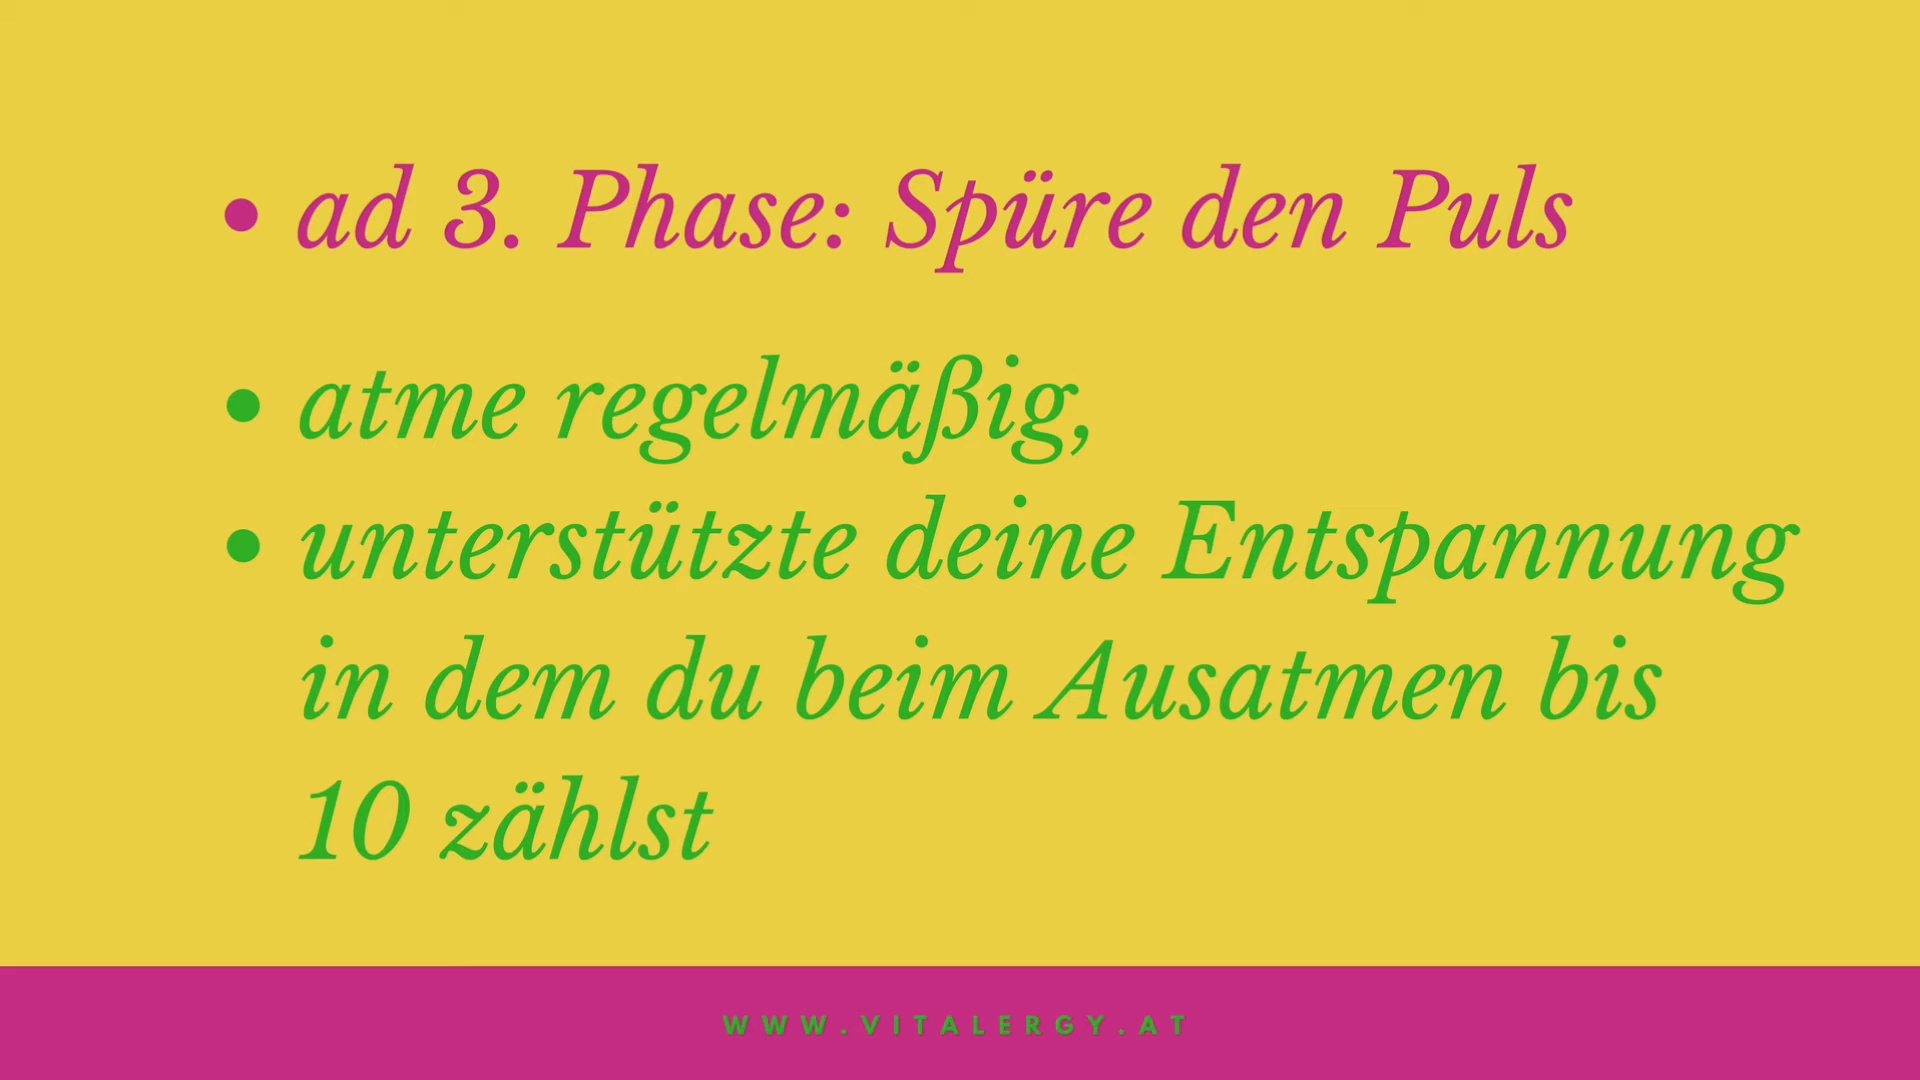 • ad 3. Phase: Spüre den Puls
• atme regelmäßig,
• unterstützte deine Entspannung
in dem du beim Ausatmen bis
10 zählst
WWW.VITALERGY.AT